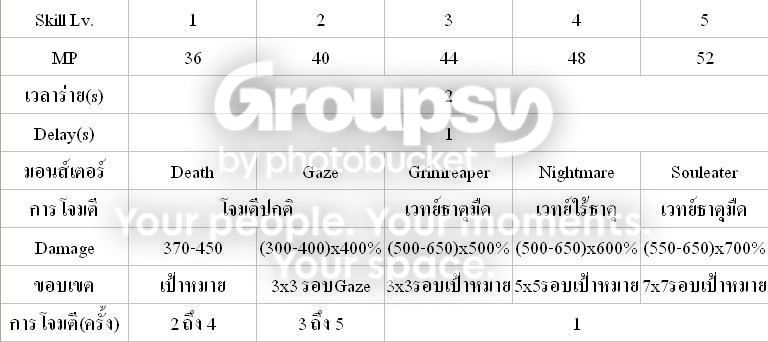 Skill Lv. 1 2 3 4 5
MP 36 40 44 48 52
เวลาร่าย(s) 2
Delay(s) 1
มอนส์เตอร์ Death Gaze Grimreaper Nightmare Souleater
การโจมตี โจมตีปกติ เวทย์ธาตุมืด เวทย์ไร้ธาตุ เวทย์ธาตุมืด
Damage 370-450 (300-400)x400% (500-650)x500% (500-650)x600% (550-650)x700%
ขอบเขต เป้าหมาย 3x3 รอบGaze 3x3รอบเป้าหมาย 5x5รอบเป้าหมาย 7x7รอบเป้าหมาย
การโจมตี(ครั้ง) 2 ถึง 4 3 ถึง 5 1
Groupsy
by photobucket
Your people. Your moments.
Your space.